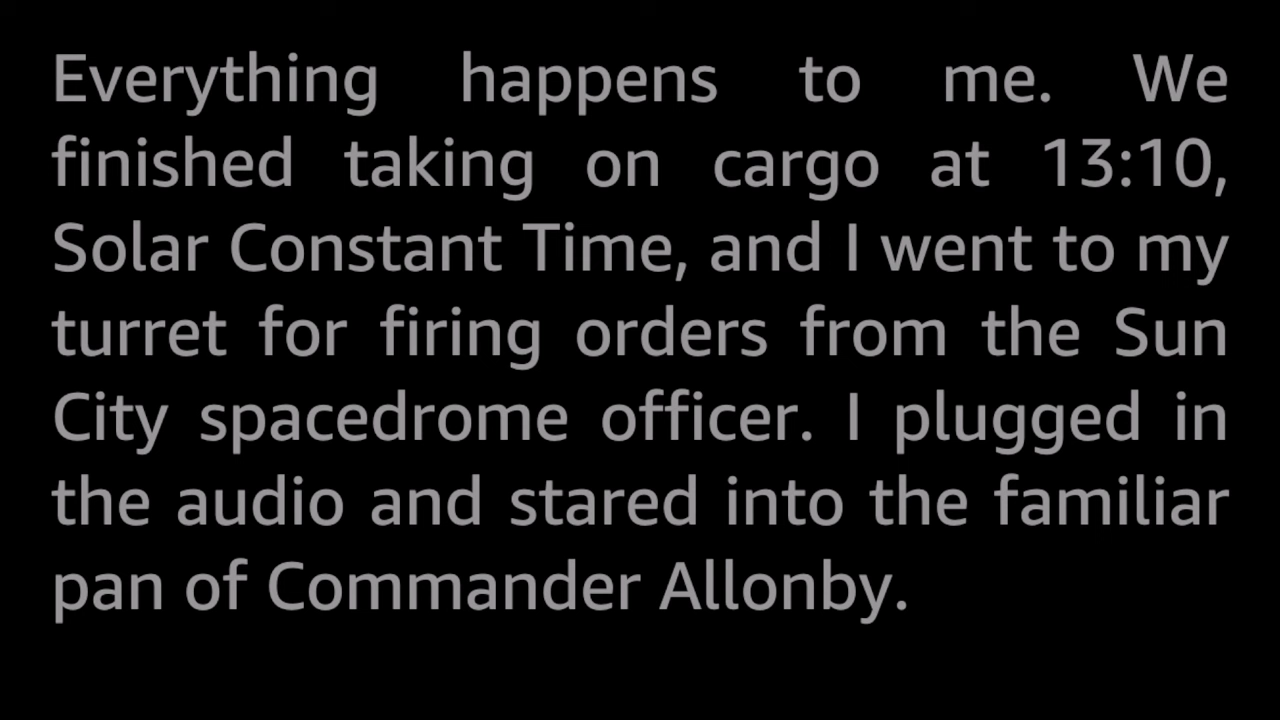 Everything happens to me. We
finished taking on cargo at 13:10,
Solar Constant Time, and I went to my
turret for firing orders from the Sun
City spacedrome officer. I plugged in
the audio and stared into the familiar
pan of Commander Allonby.